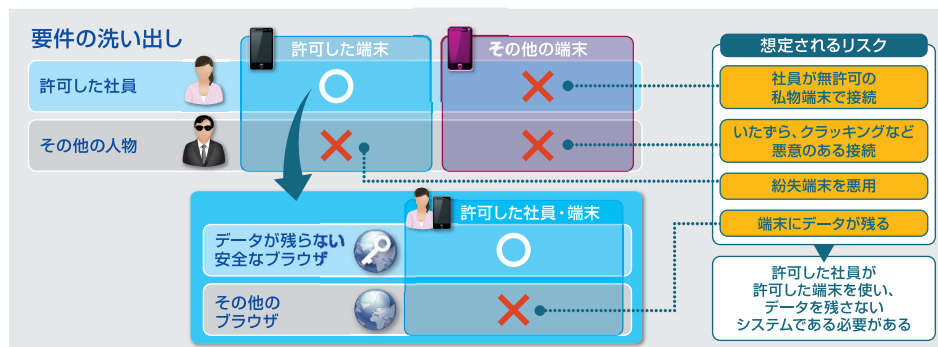 要件の洗い出し
許可した端末
その他の端末
許可した社員
その他の人物
許可した社員・端末
データが残らない
安全なブラウザ
その他の
ブラウザ
想定されるリスク
社員が無許可の
私物端末で接続
いたずら、クラッキングなど
悪意のある接続
紛失端末を悪用
端末にデータが残る
許可した社員が
許可した端末を使い、
データを残さない
システムである必要がある